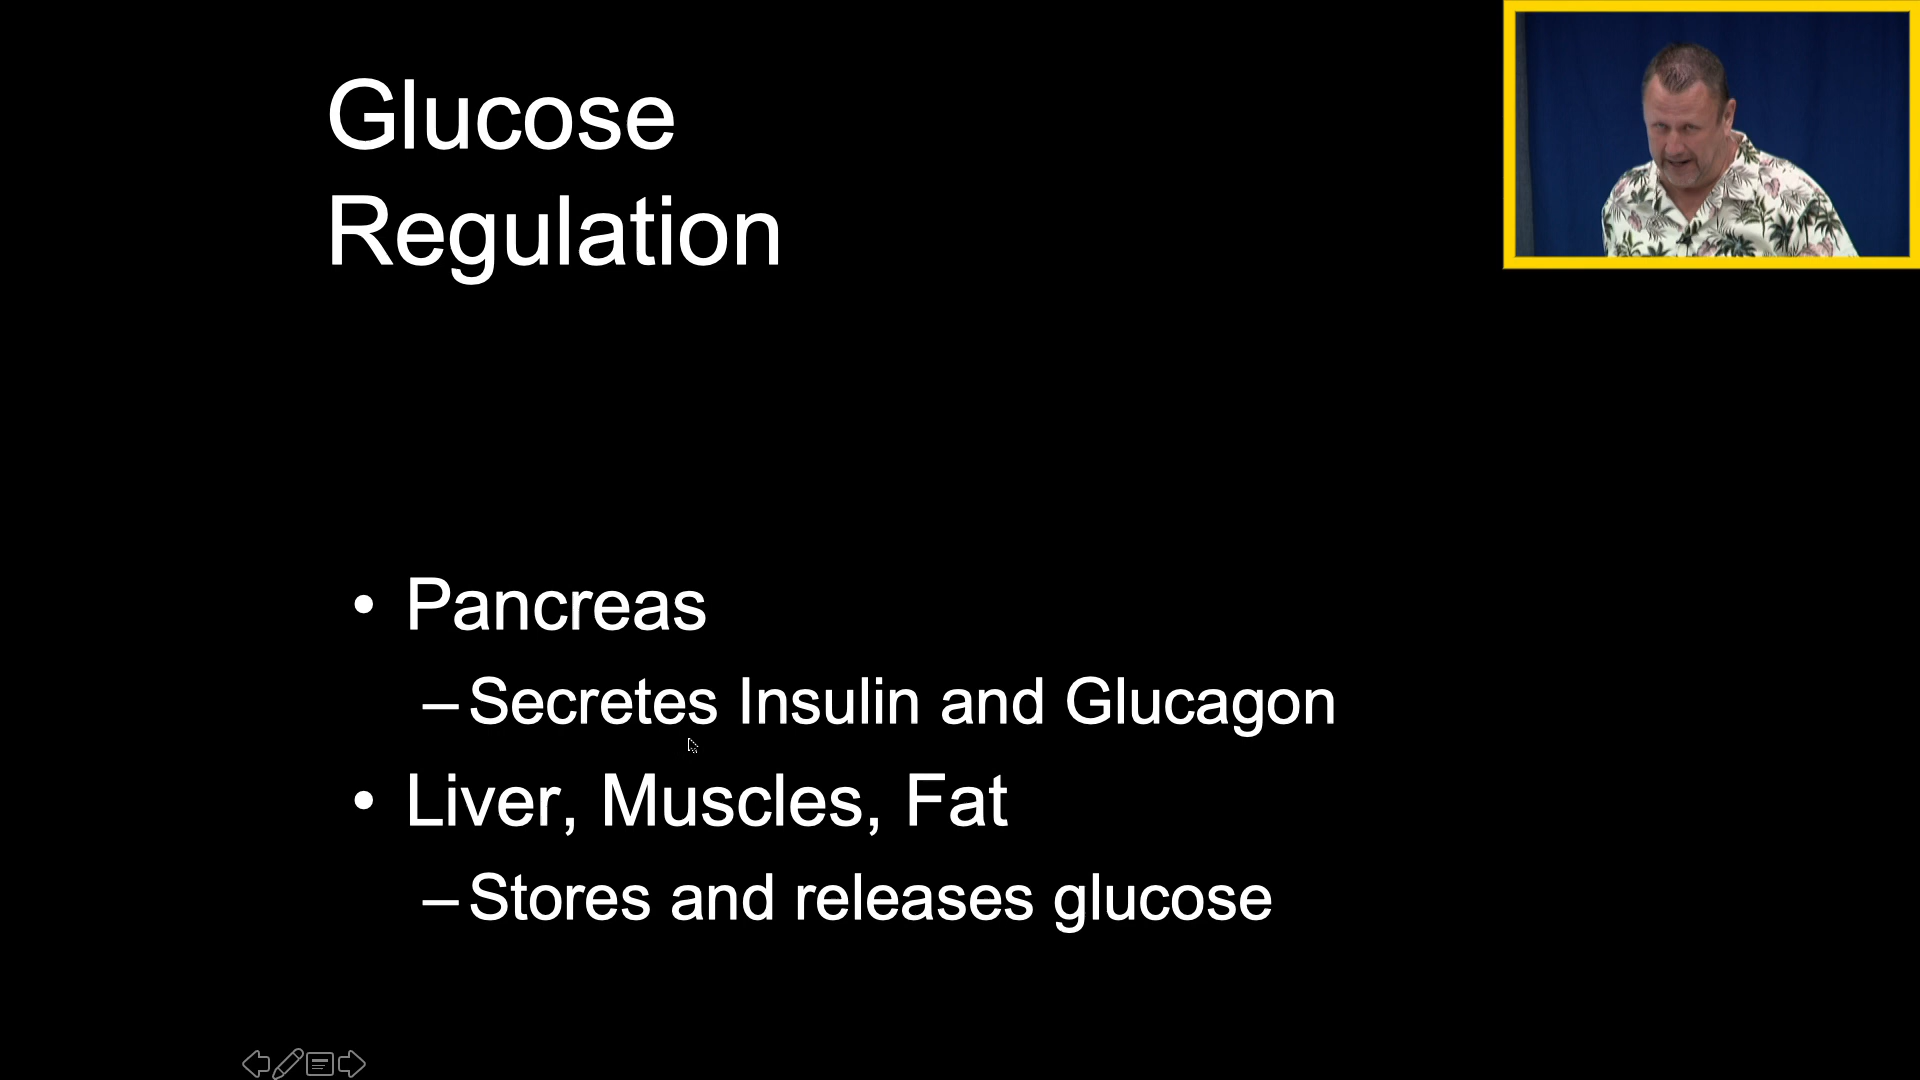 Glucose
Regulation
• Pancreas
– Secretes Insulin and Glucagon
• Liver, Muscles, Fat
– Stores and releases glucose